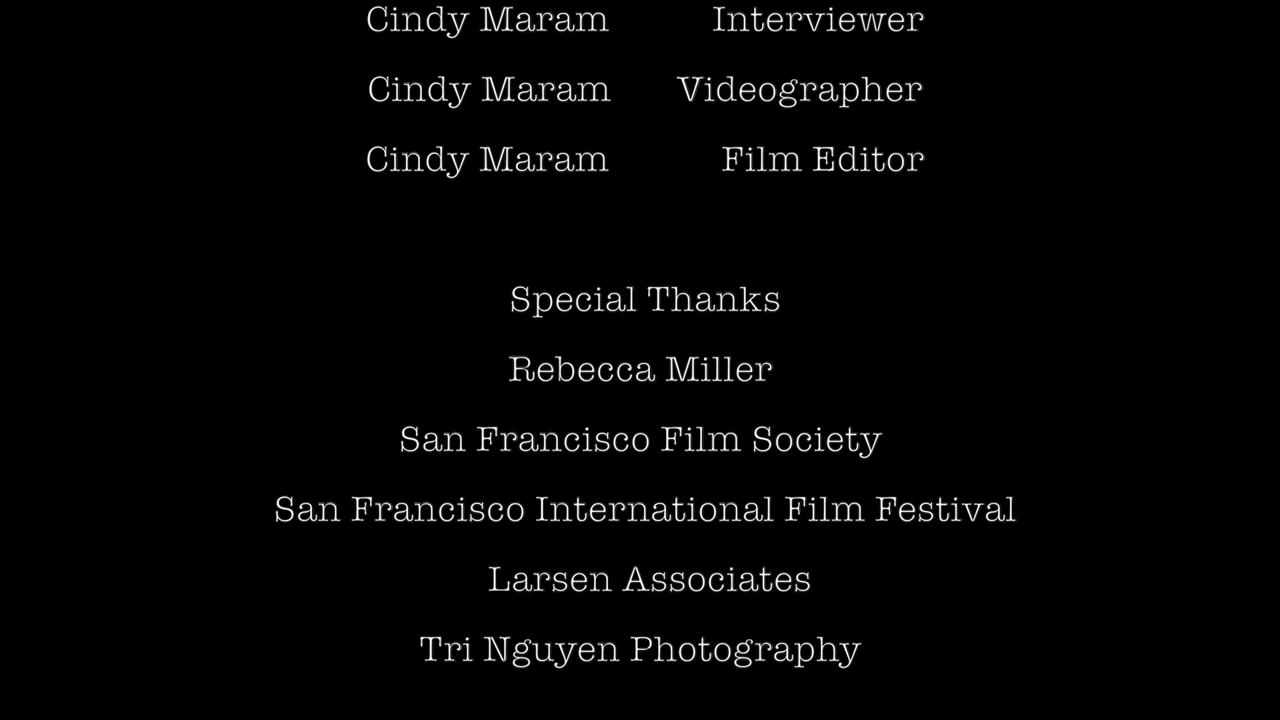 Cindy Maram Interviewer
Cindy Maram Videographer
Cindy Maram Film Editor
Special Thanks
Rebecca Miller
San Francisco Film Society
San Francisco International Film Festival
Larsen Associates
Tri Nguyen Photography